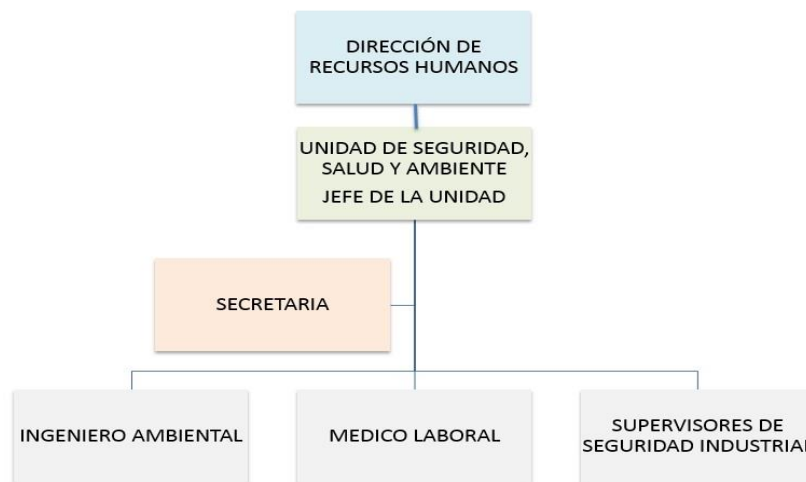 DIRECCIÓN DE
RECURSOS HUMANOS
UNIDAD DE SEGURIDAD,
SALUD Y AMBIENTE
JEFE DE LA UNIDAD
SECRETARIA
INGENIERO AMBIENTAL
MEDICO LABORAL
SUPERVISORES DE
SEGURIDAD INDUSTRIAL